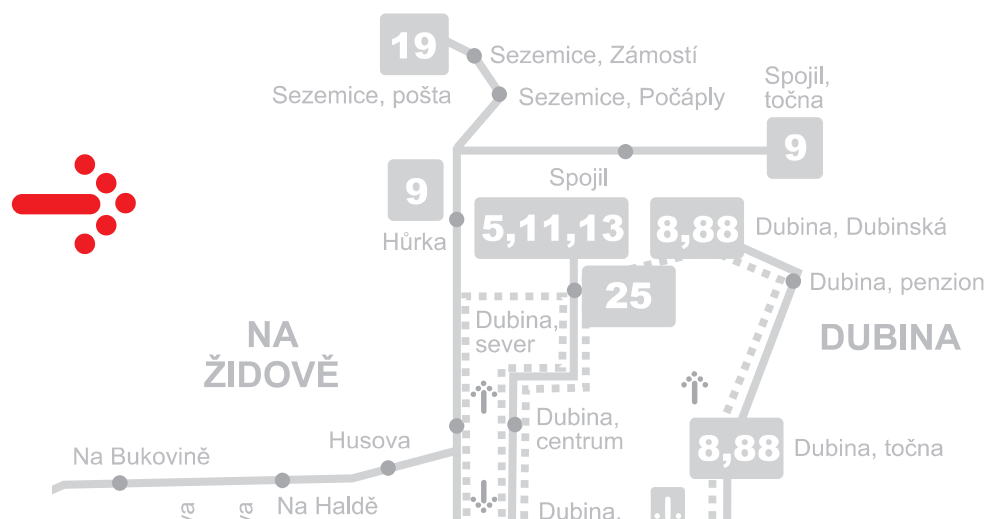 19
Sezemice, Zámostí
Sezemice, pošta
Sezemice, Počáply
Spojil,
točna
9
Spojil
9
Hůrka
5,11,13
8,88
Dubina, Dubinská
25
Dubina, penzion
Dubina,
sever
NA
ŽIDOVĚ
DUBINA
Dubina,
centrum
Husova
8,88
Dubina, točna
Na Bukovině
Na Haldě
Dubina,